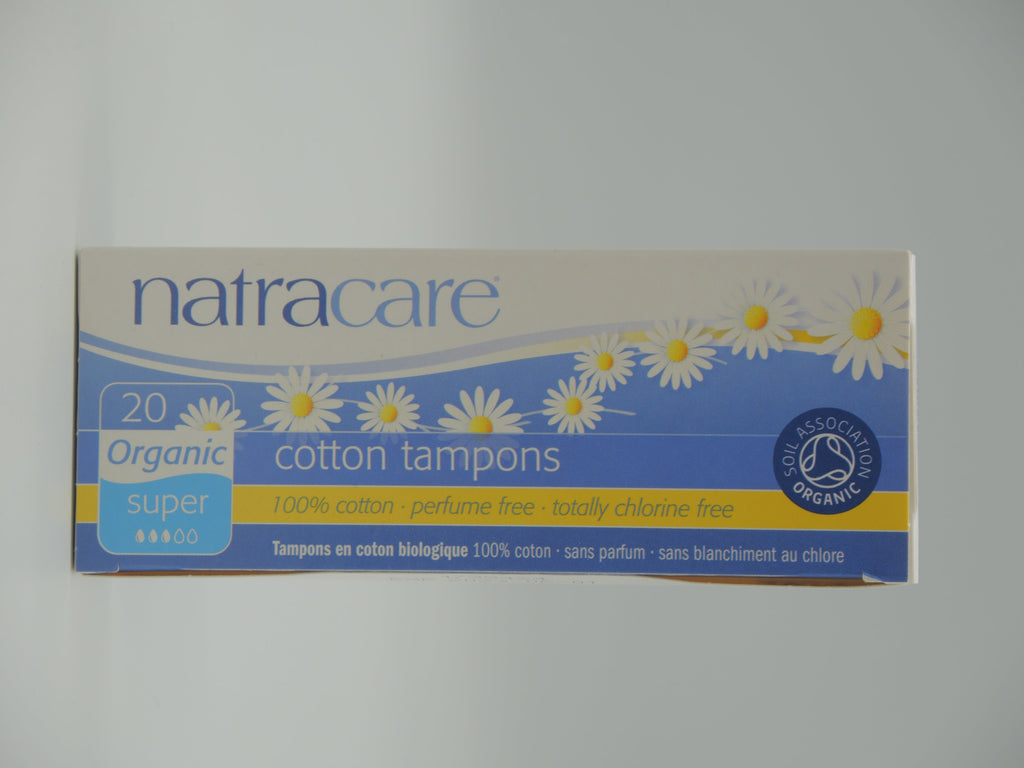 natracare
20
Organic
super
cotton tampons
100% cotton · perfume free · totally chlorine free
Tampons en coton biologique 100% coton · sans parfum · sans blanchiment au chlore
SOIL ASSOCIATION
ORGANIC